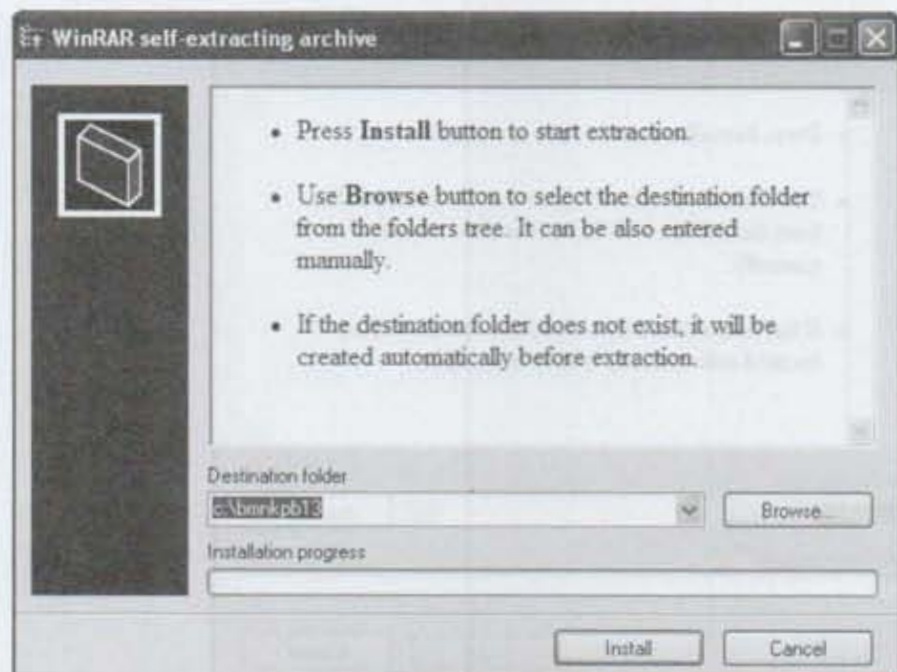 WinRAR self-extracting archive
• Press Install button to start extraction.
• Use Browse button to select the destination folder
from the folders tree. It can be also entered
manually.
• If the destination folder does not exist, it will be
created automatically before extraction.
Destination folder
c:\bmnkpb13
Browse...
Installation progress
Install
Cancel